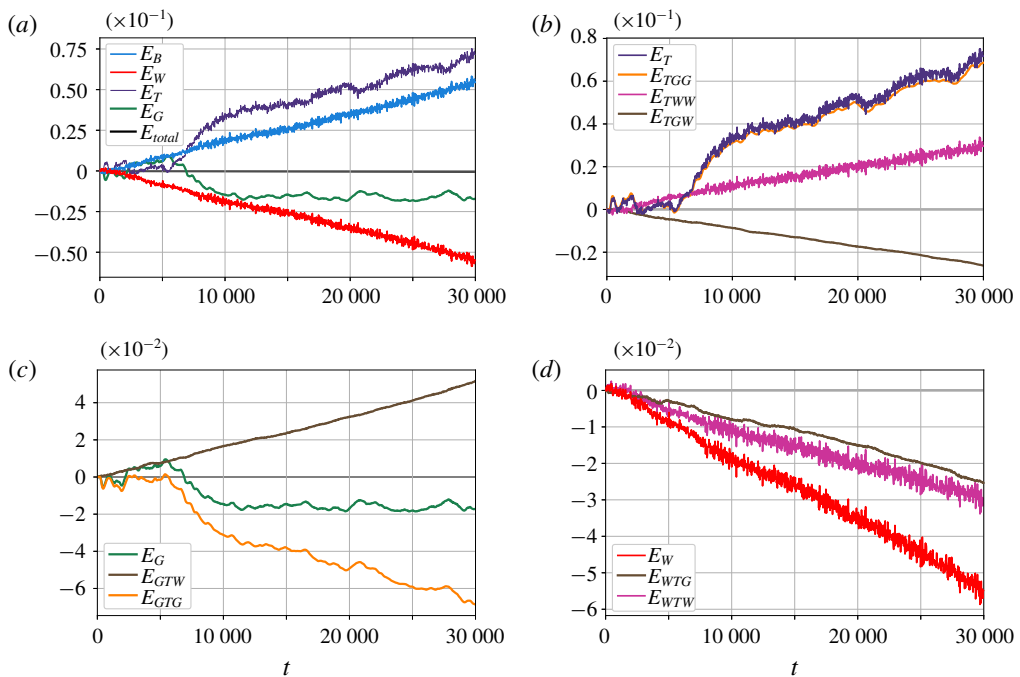 (a)
(×10⁻¹)
0.75
0.50
0.25
0
−0.25
−0.50
E_B
E_W
E_T
E_G
E_total
0
10 000
20 000
30 000
(b)
(×10⁻¹)
0.8
0.6
0.4
0.2
0
−0.2
E_T
E_TGG
E_TWW
E_TGW
0
10 000
20 000
30 000
(c)
(×10⁻²)
4
2
0
−2
−4
−6
E_G
E_GTW
E_GTG
0
10 000
20 000
30 000
t
(d)
(×10⁻²)
0
−1
−2
−3
−4
−5
−6
E_W
E_WTG
E_WTW
0
10 000
20 000
30 000
t